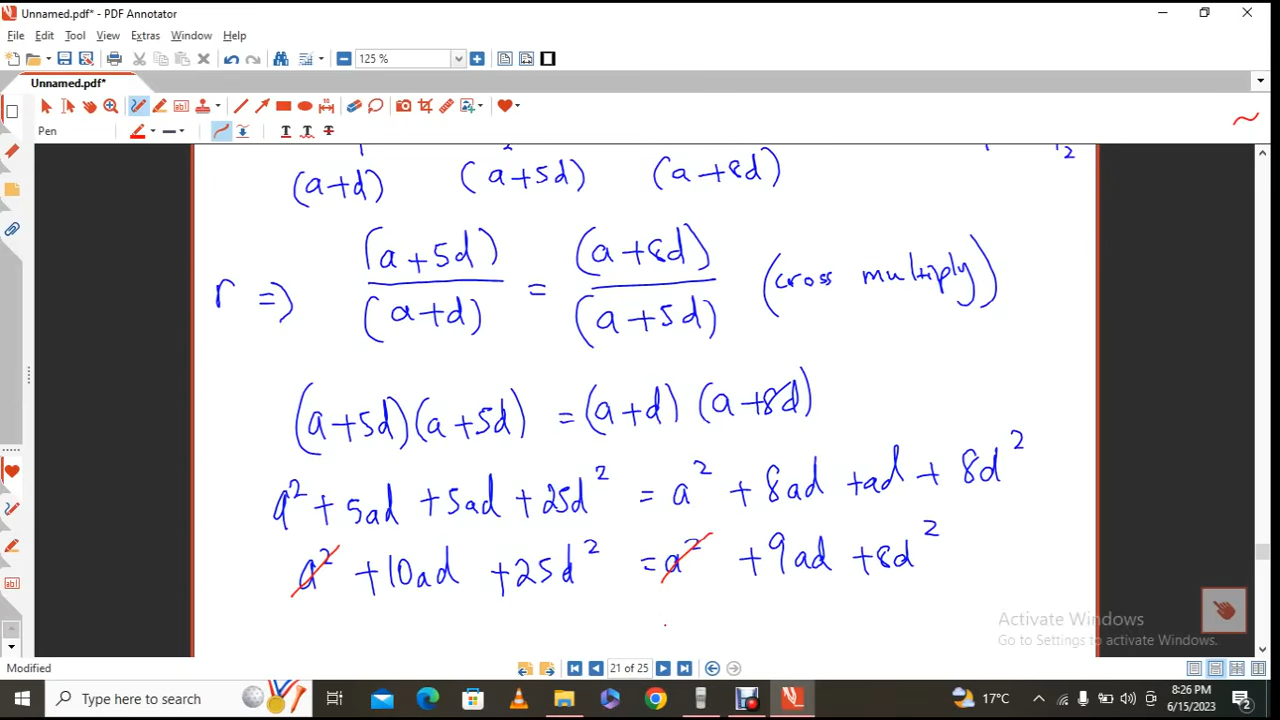 Unnamed.pdf* - PDF Annotator
File Edit Tool View Extras Window Help
125 %
Unnamed.pdf*
Pen
(a+d) (a+5d) (a+8d)
r => (a+5d)/(a+d) = (a+8d)/(a+5d) (cross multiply)
(a+5d)(a+5d) = (a+d)(a+8d)
a² + 5ad + 5ad + 25d² = a² + 8ad + ad + 8d²
a² + 10ad + 25d² = a² + 9ad + 8d²
Activate Windows
Go to Settings to activate Windows.
Modified
21 of 25
Type here to search
17°C
8:26 PM
6/15/2023
2